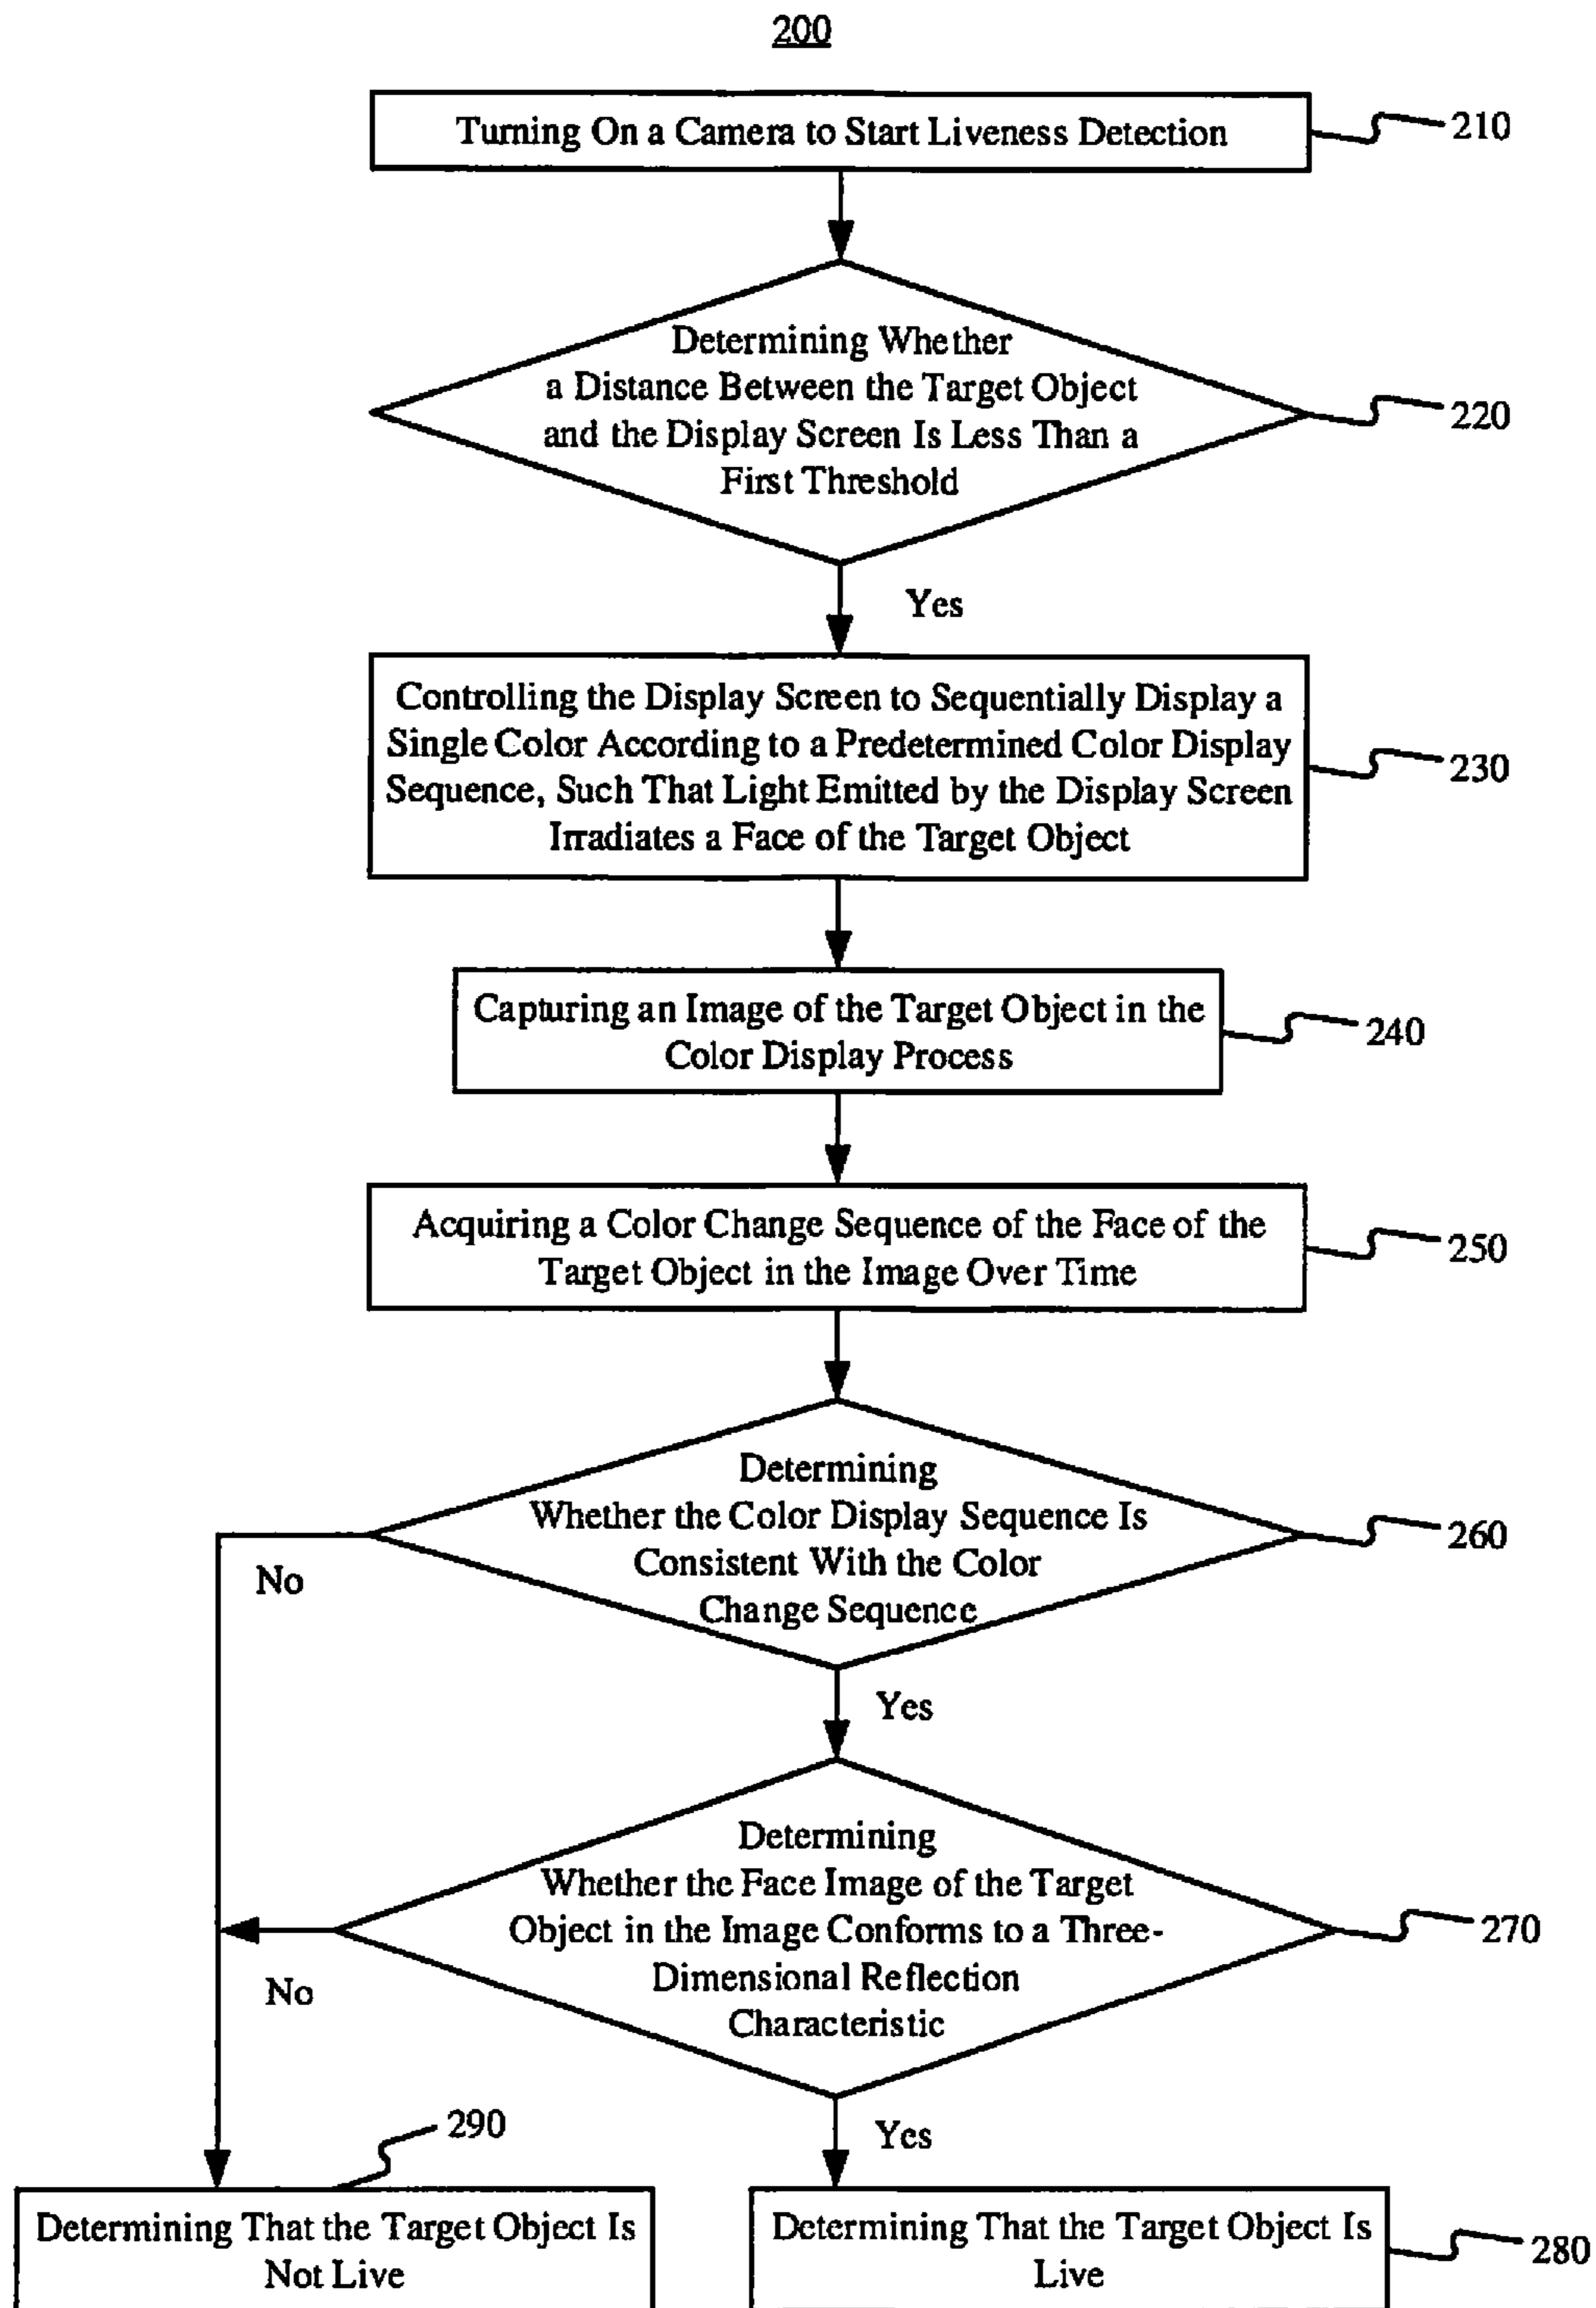 200
Turning On a Camera to Start Liveness Detection
210
Determining Whether
a Distance Between the Target Object
and the Display Screen Is Less Than a
First Threshold
220
Yes
Controlling the Display Screen to Sequentially Display a
Single Color According to a Predetermined Color Display
Sequence, Such That Light Emitted by the Display Screen
Irradiates a Face of the Target Object
230
Capturing an Image of the Target Object in the
Color Display Process
240
Acquiring a Color Change Sequence of the Face of the
Target Object in the Image Over Time
250
Determining
Whether the Color Display Sequence Is
Consistent With the Color
Change Sequence
260
No
Yes
Determining
Whether the Face Image of the Target
Object in the Image Conforms to a Three-
Dimensional Reflection
Characteristic
270
No
Yes
290
Determining That the Target Object Is
Not Live
Determining That the Target Object Is
Live
280